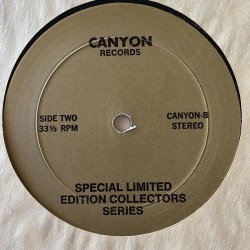 CANYON
RECORDS
SIDE TWO
33⅓ RPM
CANYON-B
STEREO
SPECIAL LIMITED
EDITION COLLECTORS
SERIES